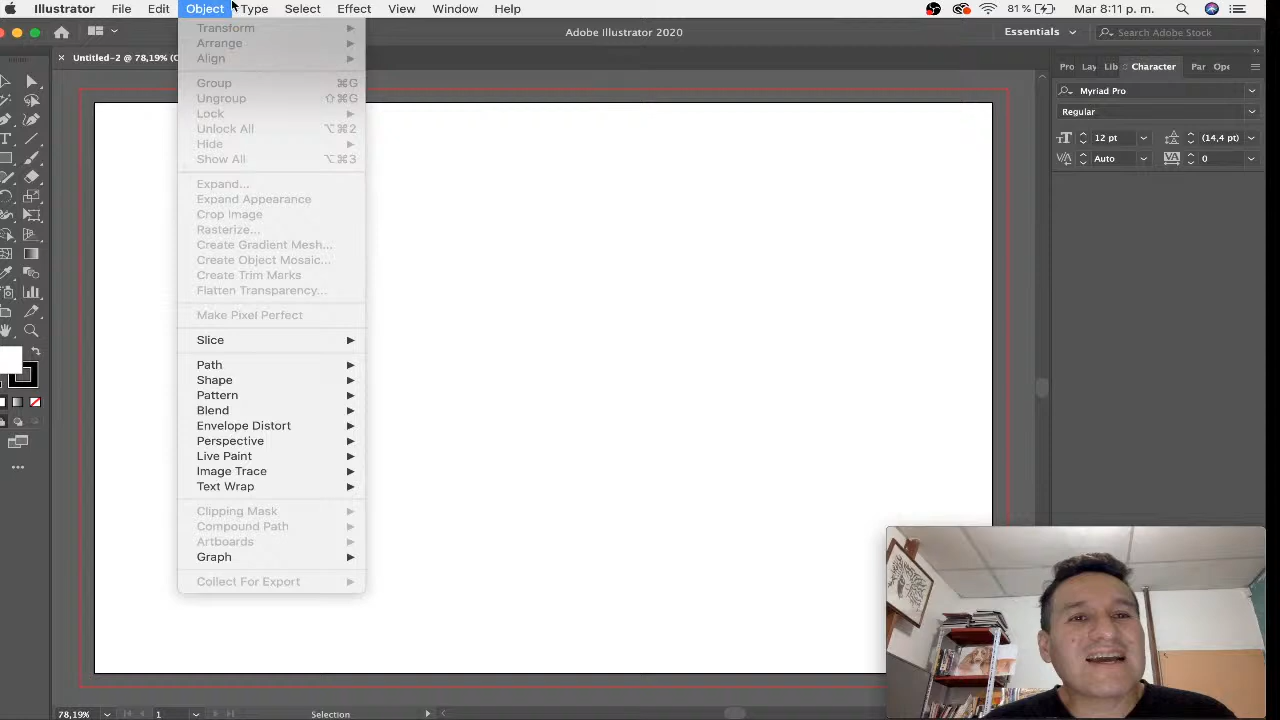 Illustrator File Edit Object Type Select Effect View Window Help 81 % Mar 8:11 p. m.
Adobe Illustrator 2020 Essentials Search Adobe Stock
Untitled-2 @ 78,19%
Pro Lay Lib Character Par Ope
Transform
Arrange
Align
Group ⌘G
Ungroup ⇧⌘G
Lock
Unlock All ⌥⌘2
Hide
Show All ⌥⌘3
Expand...
Expand Appearance
Crop Image
Rasterize...
Create Gradient Mesh...
Create Object Mosaic...
Create Trim Marks
Flatten Transparency...
Make Pixel Perfect
Slice
Path
Shape
Pattern
Blend
Envelope Distort
Perspective
Live Paint
Image Trace
Text Wrap
Clipping Mask
Compound Path
Artboards
Graph
Collect For Export
Myriad Pro
Regular
12 pt (14,4 pt)
Auto 0
78,19% 1 Selection